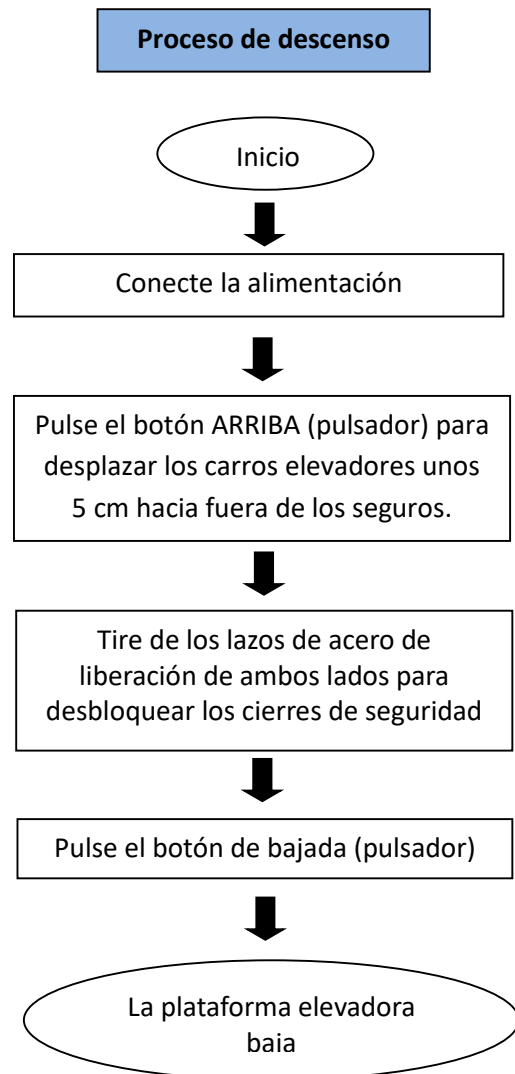 Proceso de descenso
Inicio
Conecte la alimentación
Pulse el botón ARRIBA (pulsador) para
desplazar los carros elevadores unos
5 cm hacia fuera de los seguros.
Tire de los lazos de acero de
liberación de ambos lados para
desbloquear los cierres de seguridad
Pulse el botón de bajada (pulsador)
La plataforma elevadora
baja